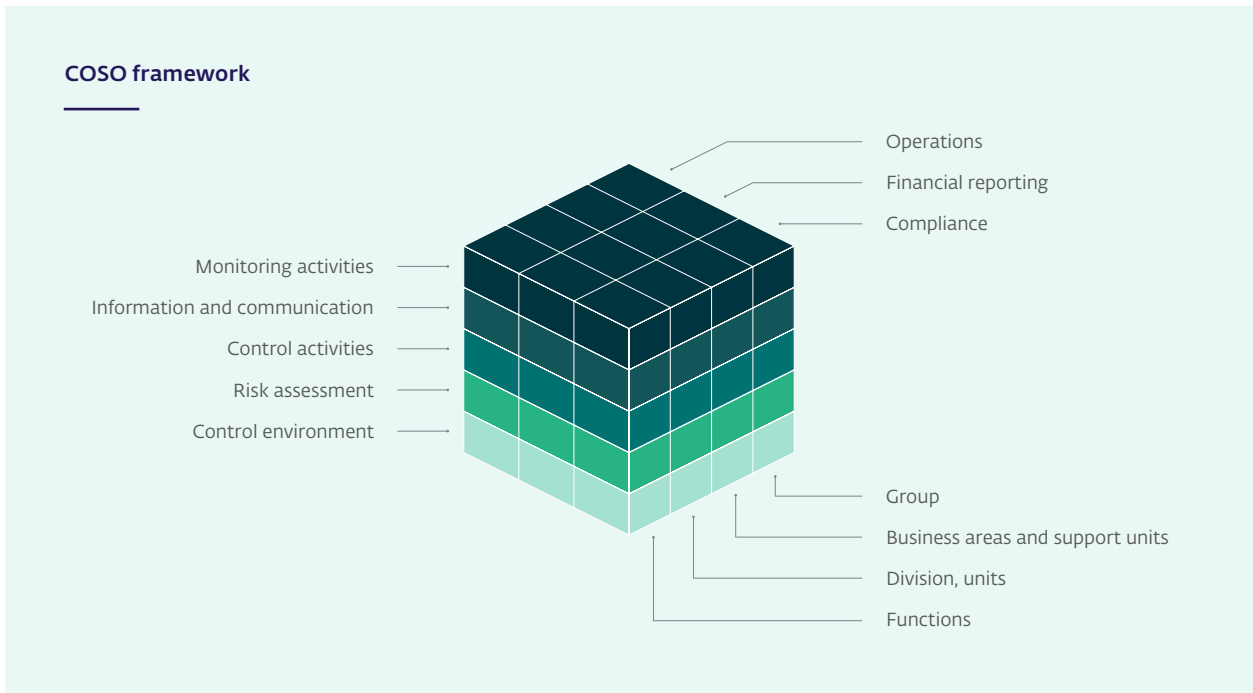 COSO framework
Operations
Financial reporting
Compliance
Monitoring activities
Information and communication
Control activities
Risk assessment
Control environment
Group
Business areas and support units
Division, units
Functions